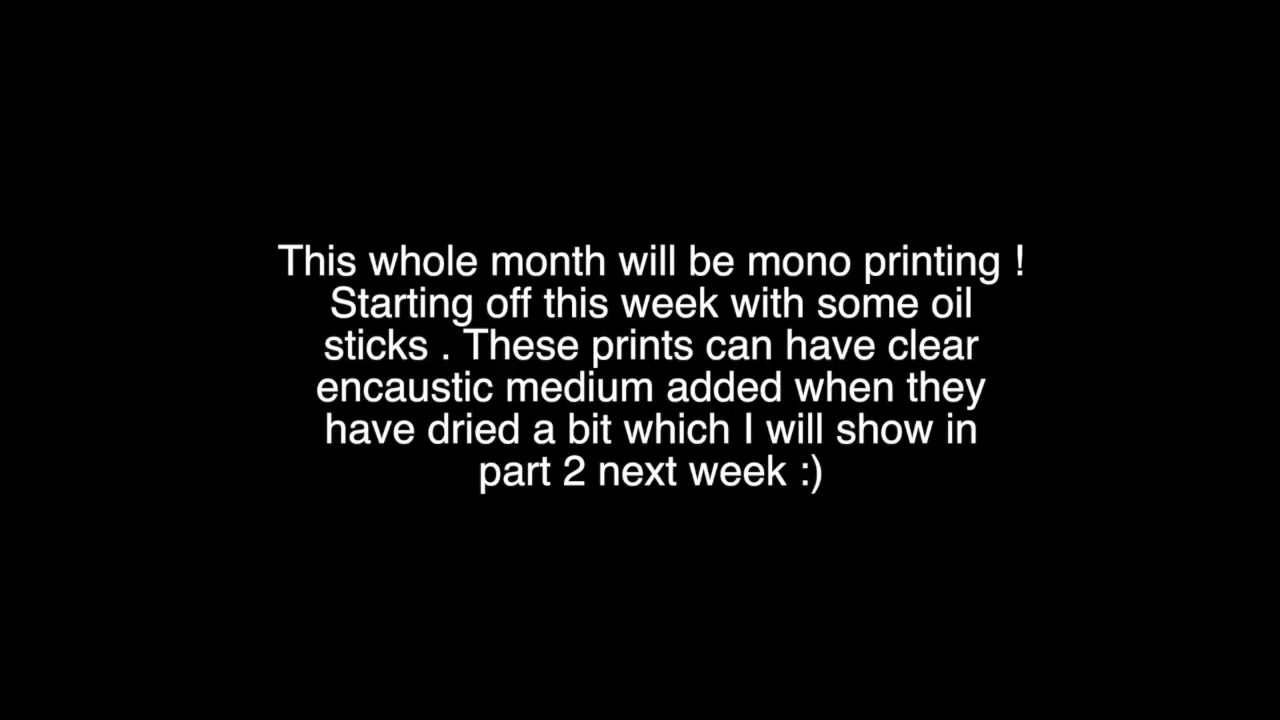 This whole month will be mono printing !
Starting off this week with some oil
sticks . These prints can have clear
encaustic medium added when they
have dried a bit which I will show in
part 2 next week :)